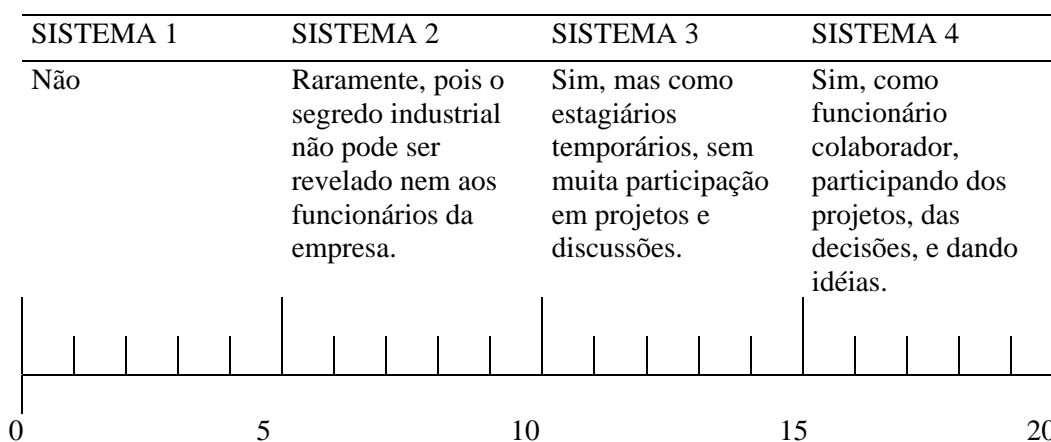 SISTEMA 1 SISTEMA 2 SISTEMA 3 SISTEMA 4
Não
Raramente, pois o
segredo industrial
não pode ser
revelado nem aos
funcionários da
empresa.
Sim, mas como
estagiários
temporários, sem
muita participação
em projetos e
discussões.
Sim, como
funcionário
colaborador,
participando dos
projetos, das
decisões, e dando
idéias.
0 5 10 15 20